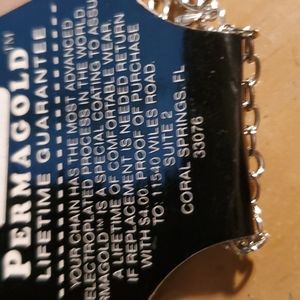 PERMAGOLD™
LIFETIME GUARANTEE
YOUR CHAIN HAS THE MOST ADVANCED
ELECTROPLATED PROCESS IN THE WORLD.
RMAGOLD™ IS A SPECIAL COATING TO ASSU
A LIFETIME OF COMFORTABLE WEAR.
IF REPLACEMENT IS NEEDED RETURN
WITH $4.00. PROOF OF PURCHASE
TO: 11540 WILES ROAD.
SUITE 2
CORAL SPRINGS, FL
33076